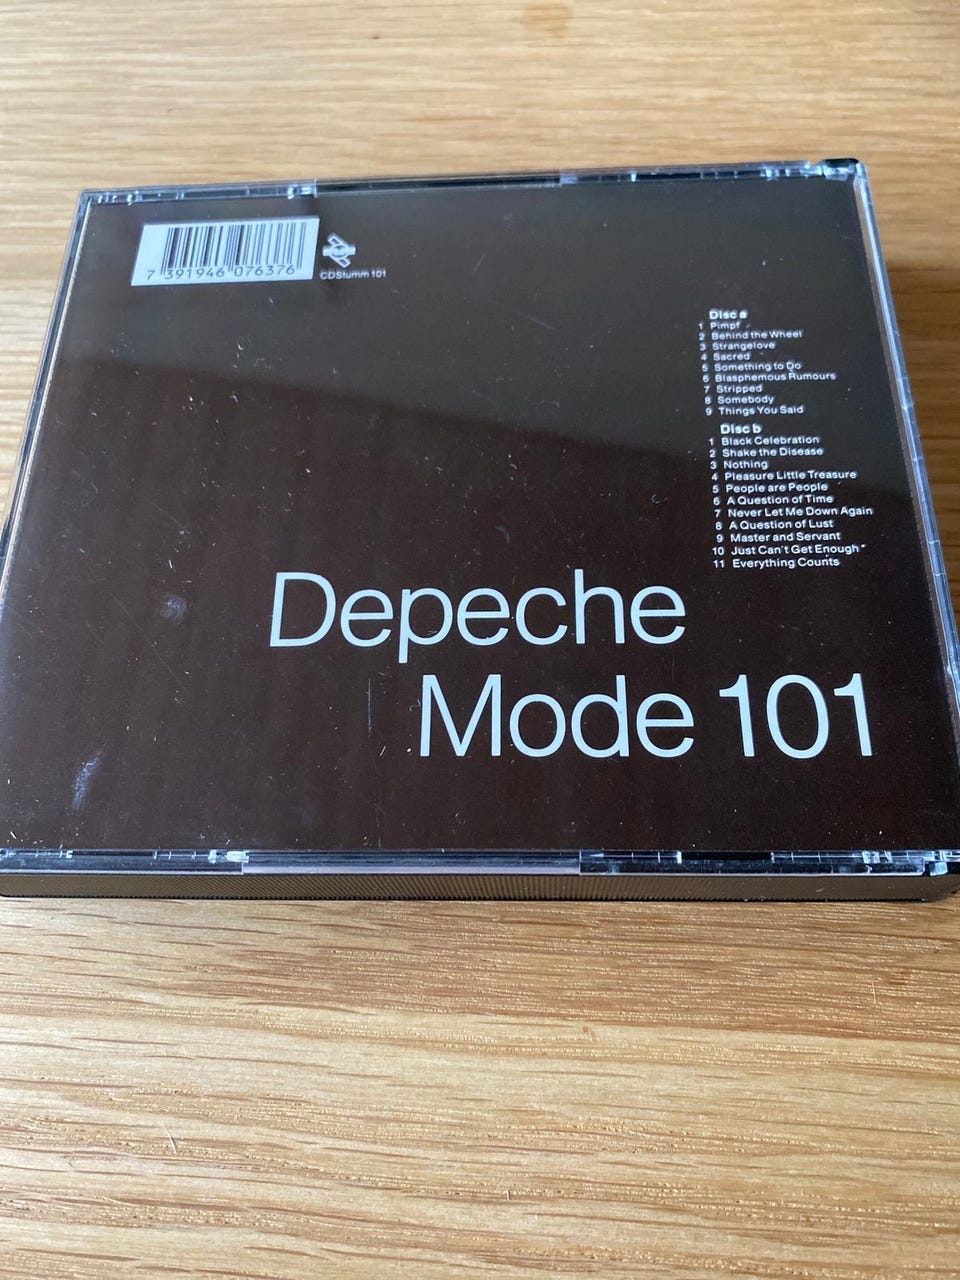 7 391946 076376
CDStumm 101
Disc a
1 Pimpf
2 Behind the Wheel
3 Strangelove
4 Sacred
5 Something to Do
6 Blasphemous Rumours
7 Stripped
8 Somebody
9 Things You Said
Disc b
1 Black Celebration
2 Shake the Disease
3 Nothing
4 Pleasure Little Treasure
5 People are People
6 A Question of Time
7 Never Let Me Down Again
8 A Question of Lust
9 Master and Servant
10 Just Can't Get Enough*
11 Everything Counts
Depeche
Mode 101